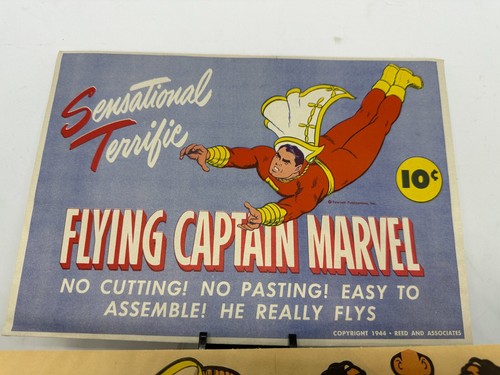 Sensational
Terrific
10¢
FLYING CAPTAIN MARVEL
NO CUTTING! NO PASTING! EASY TO
ASSEMBLE! HE REALLY FLYS
COPYRIGHT 1944 • REED AND ASSOCIATES